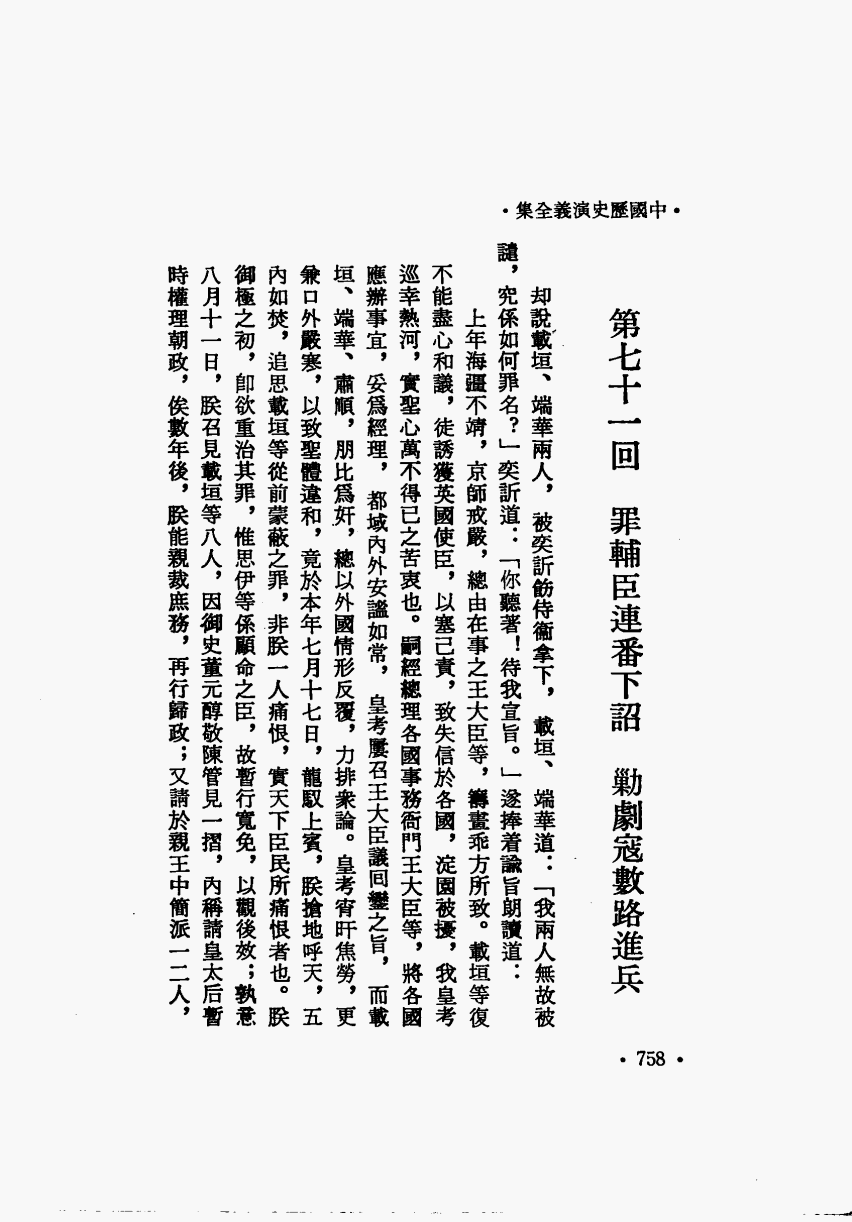 ·中國歷史演義全集·
第七十一回　罪輔臣連番下詔　勦劇寇數路進兵
却說載垣、端華兩人，被奕訢飭侍衞拿下，載垣、端華道：「我兩人無故被
譴，究係如何罪名？」奕訢道：「你聽著！待我宣旨。」遂捧着諭旨朗讀道：
上年海疆不靖，京師戒嚴，總由在事之王大臣等，籌畫乖方所致。載垣等復
不能盡心和議，徒誘獲英國使臣，以塞己責，致失信於各國，淀園被擾，我皇考
巡幸熱河，實聖心萬不得已之苦衷也。嗣經總理各國事務衙門王大臣等，將各國
應辦事宜，妥爲經理，都域內外安謐如常，皇考屢召王大臣議回鑾之旨，而載
垣、端華、肅順，朋比爲奸，總以外國情形反覆，力排衆論。皇考宵旰焦勞，更
兼口外嚴寒，以致聖體違和，竟於本年七月十七日，龍馭上賓，朕搶地呼天，五
內如焚，追思載垣等從前蒙蔽之罪，非朕一人痛恨，實天下臣民所痛恨者也。朕
御極之初，卽欲重治其罪，惟思伊等係顧命之臣，故暫行寬免，以觀後效；孰意
八月十一日，朕召見載垣等八人，因御史董元醇敬陳管見一摺，內稱請皇太后暫
時權理朝政，俟數年後，朕能親裁庶務，再行歸政；又請於親王中簡派一二人，
·758·